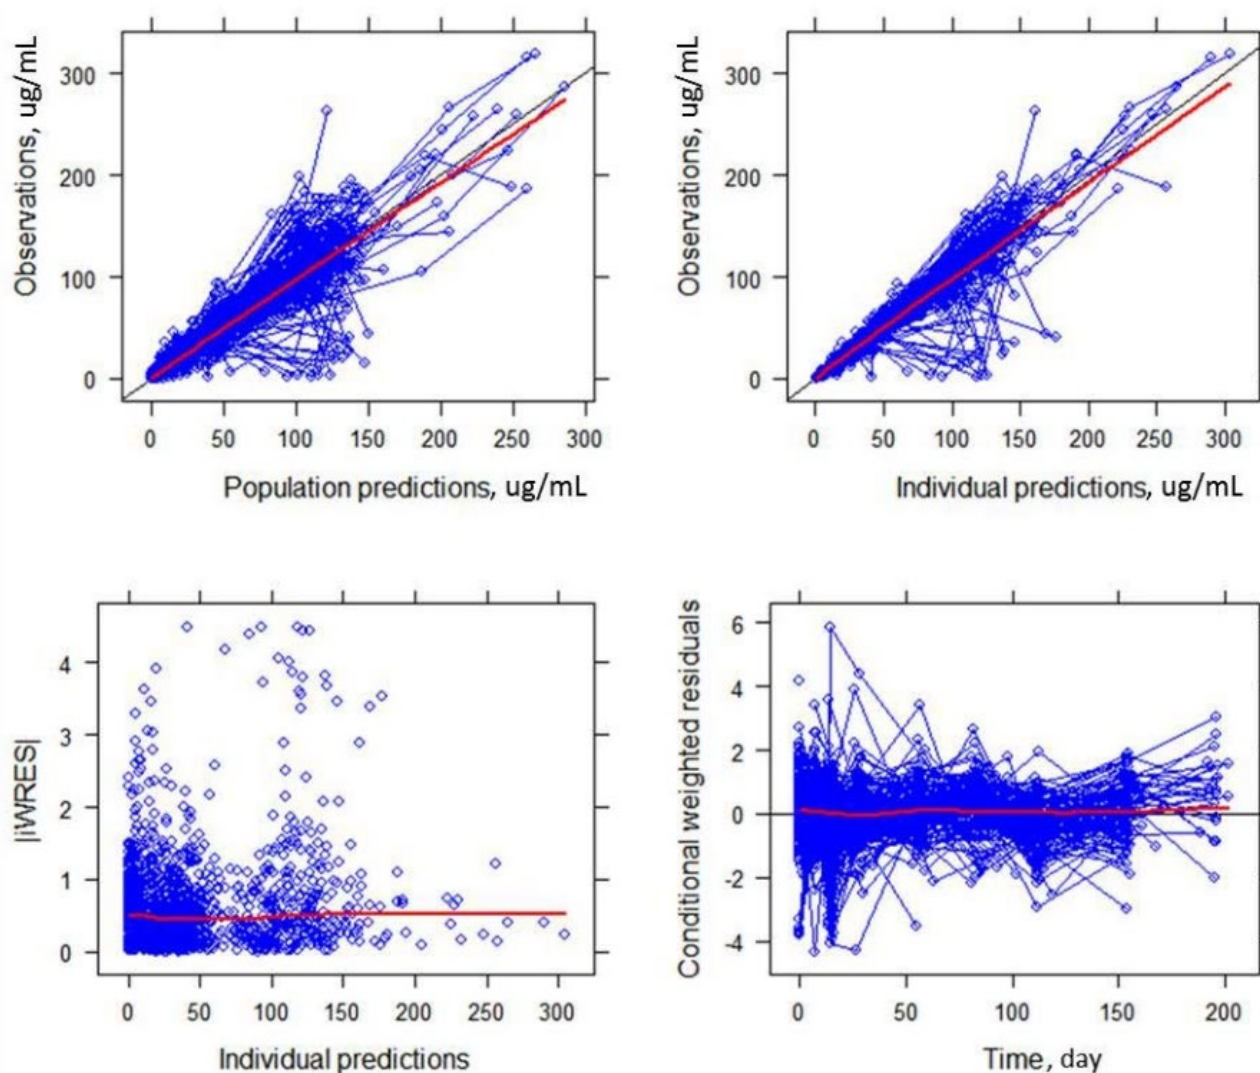 Observations, ug/mL
300
200
100
0
0 50 100 150 200 250 300
Population predictions, ug/mL
Observations, ug/mL
300
200
100
0
0 50 100 150 200 250 300
Individual predictions, ug/mL
|iWRES|
4
3
2
1
0
0 50 100 150 200 250 300
Individual predictions
Conditional weighted residuals
6
4
2
0
-2
-4
0 50 100 150 200
Time, day